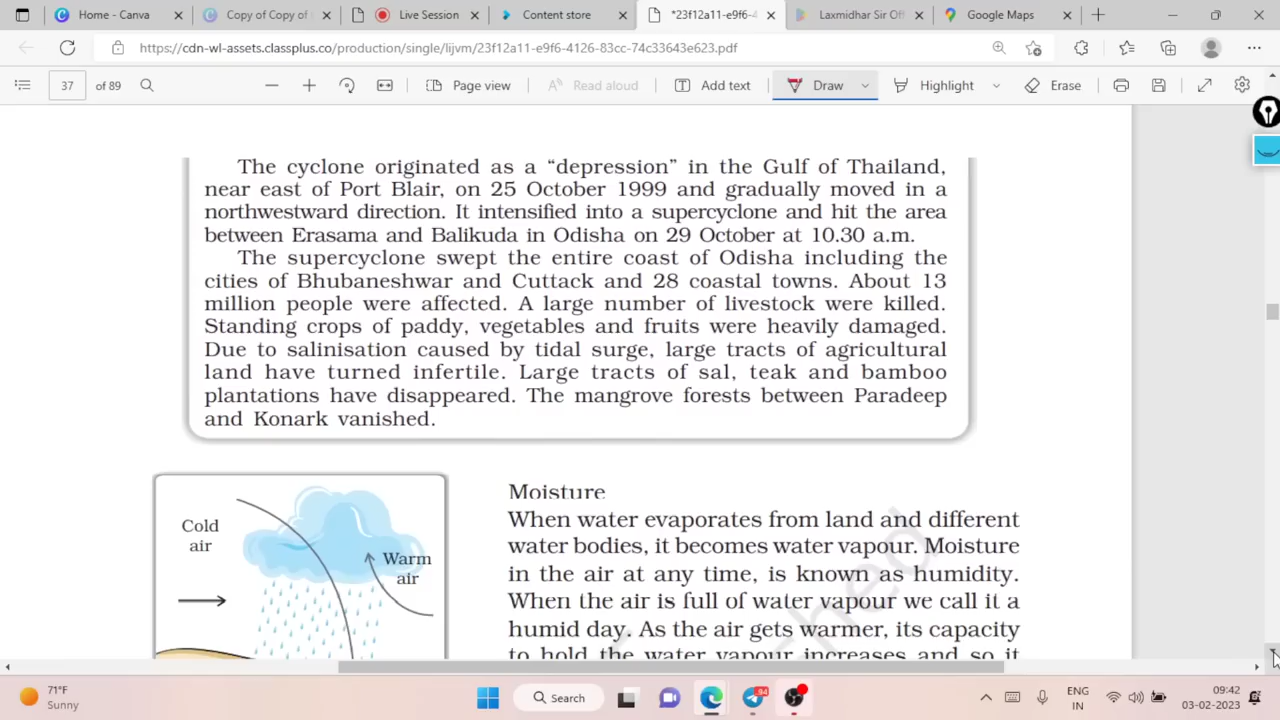 Home - Canva
Copy of Copy of
Live Session
Content store
*23f12a11-e9f6-4
Laxmidhar Sir Off
Google Maps
https://cdn-wl-assets.classplus.co/production/single/lijvm/23f12a11-e9f6-4126-83cc-74c33643e623.pdf
37 of 89
Page view
Read aloud
Add text
Draw
Highlight
Erase
The cyclone originated as a “depression” in the Gulf of Thailand,
near east of Port Blair, on 25 October 1999 and gradually moved in a
northwestward direction. It intensified into a supercyclone and hit the area
between Erasama and Balikuda in Odisha on 29 October at 10.30 a.m.
The supercyclone swept the entire coast of Odisha including the
cities of Bhubaneshwar and Cuttack and 28 coastal towns. About 13
million people were affected. A large number of livestock were killed.
Standing crops of paddy, vegetables and fruits were heavily damaged.
Due to salinisation caused by tidal surge, large tracts of agricultural
land have turned infertile. Large tracts of sal, teak and bamboo
plantations have disappeared. The mangrove forests between Paradeep
and Konark vanished.
Cold
air
Warm
air
Moisture
When water evaporates from land and different
water bodies, it becomes water vapour. Moisture
in the air at any time, is known as humidity.
When the air is full of water vapour we call it a
humid day. As the air gets warmer, its capacity
to hold the water vapour increases and so it
71°F
Sunny
Search
94
ENG
IN
09:42
03-02-2023